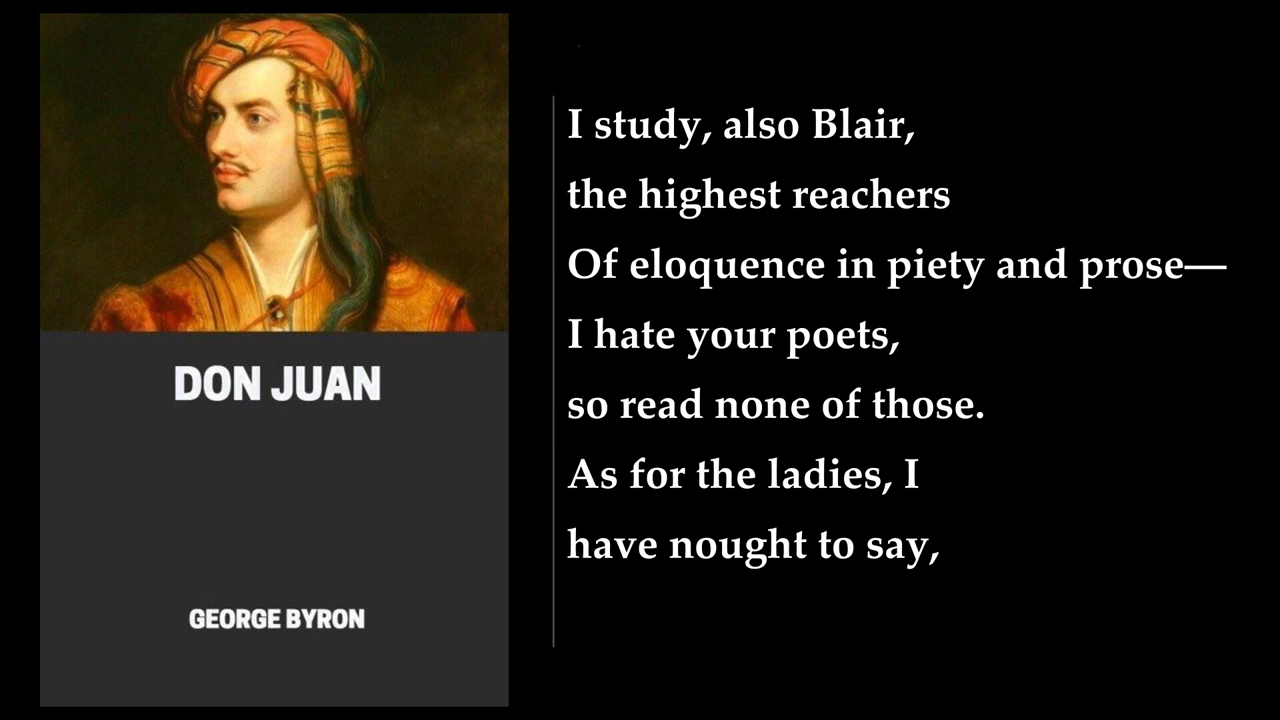 DON JUAN
GEORGE BYRON
I study, also Blair,
the highest reachers
Of eloquence in piety and prose—
I hate your poets,
so read none of those.
As for the ladies, I
have nought to say,